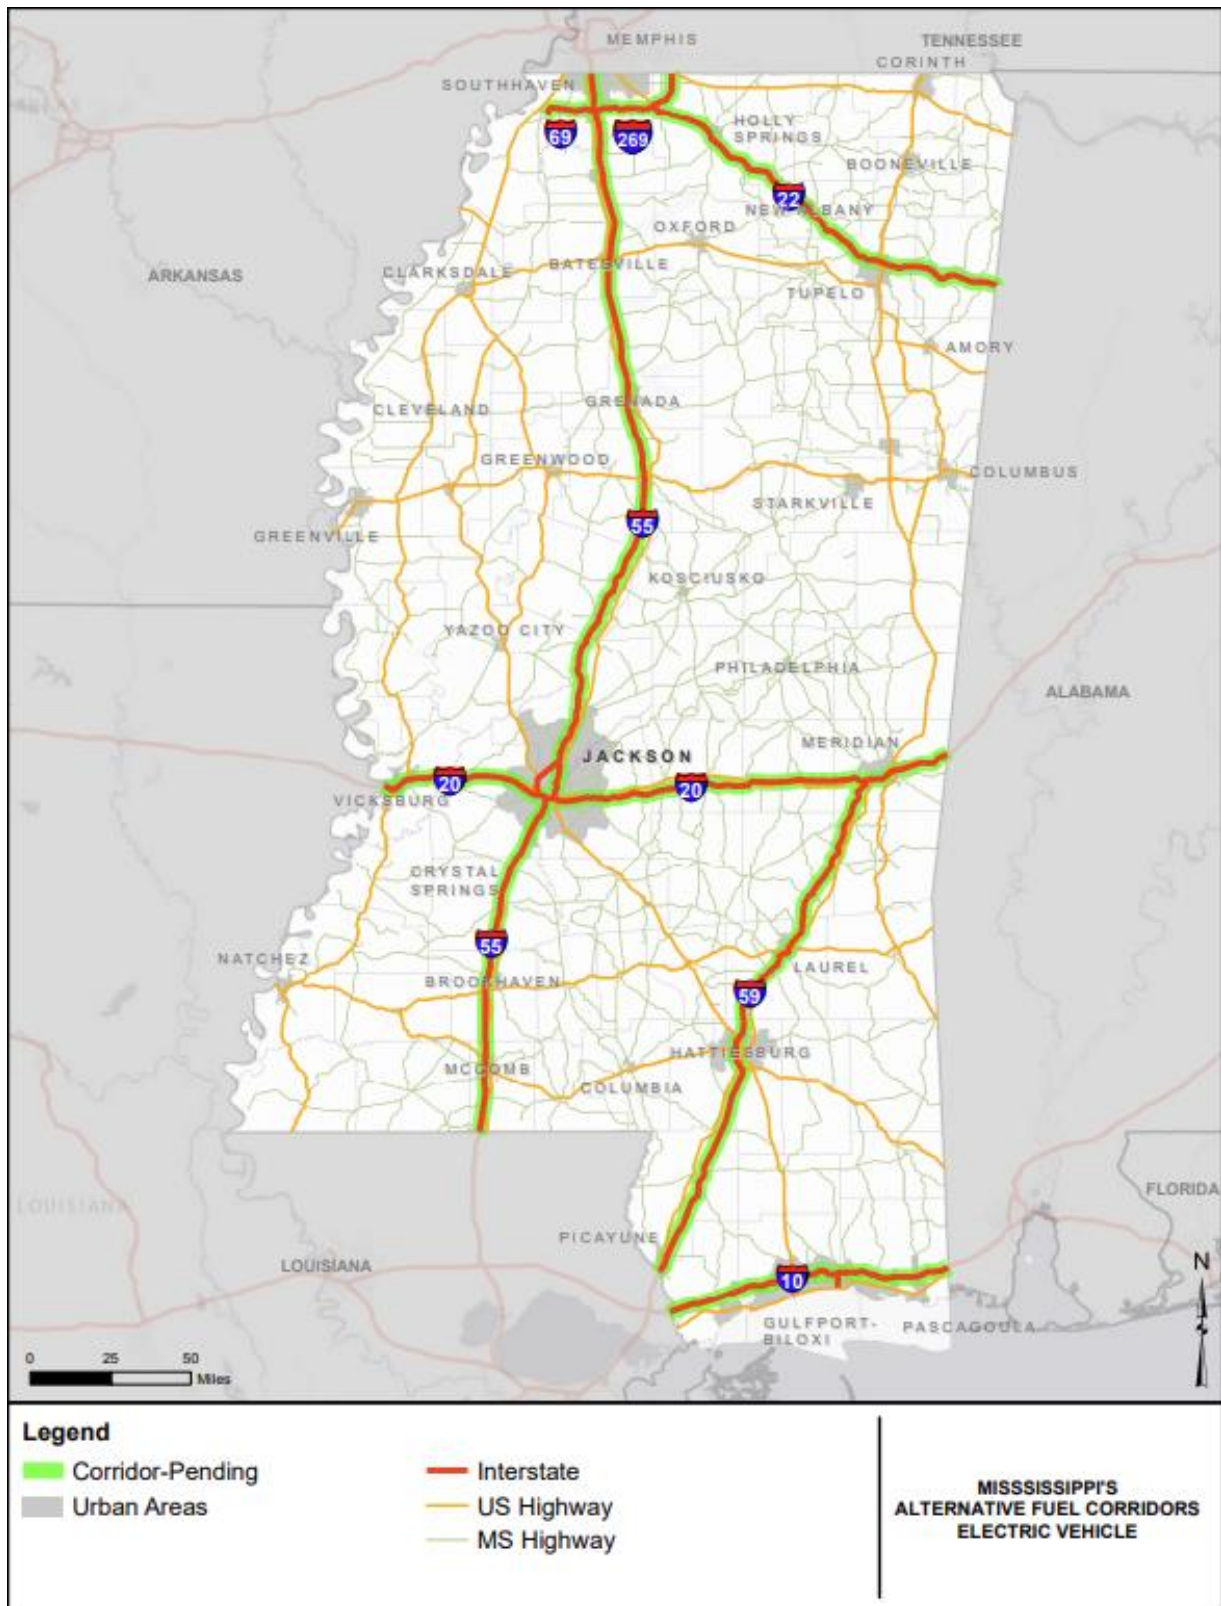 MEMPHIS
TENNESSEE
CORINTH
SOUTHHAVEN
69
269
HOLLY
SPRINGS
BOONEVILLE
22
NEW ALBANY
OXFORD
BATESVILLE
CLARKSDALE
ARKANSAS
TUPELO
AMORY
GRENADA
CLEVELAND
GREENWOOD
COLUMBUS
STARKVILLE
GREENVILLE
55
KOSCIUSKO
YAZOO CITY
PHILADELPHIA
ALABAMA
MERIDIAN
JACKSON
20
20
VICKSBURG
CRYSTAL
SPRINGS
55
NATCHEZ
LAUREL
BROOKHAVEN
59
HATTIESBURG
MCCOMB
COLUMBIA
FLORIDA
LOUISIANA
PICAYUNE
LOUISIANA
N
10
GULFPORT-
BILOXI
PASCAGOULA
0 25 50
Miles
Legend
Corridor-Pending
Urban Areas
Interstate
US Highway
MS Highway
MISSSISSIPPI'S
ALTERNATIVE FUEL CORRIDORS
ELECTRIC VEHICLE